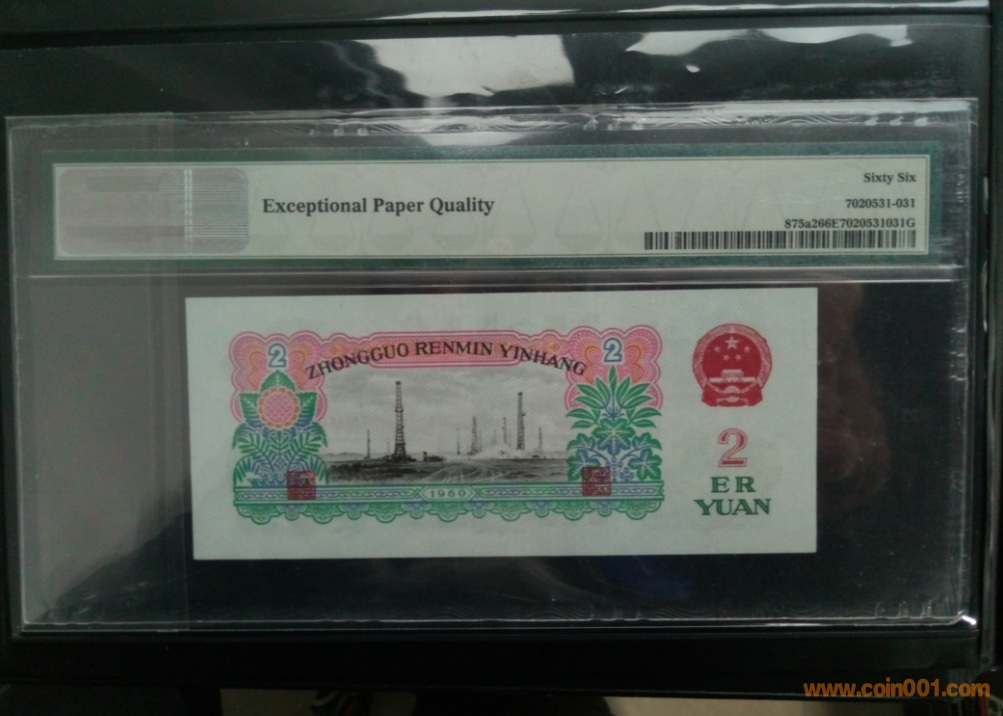 Sixty Six
Exceptional Paper Quality
7020531-031
875a266E7020531031G
2
ZHONGGUO RENMIN YINHANG
2
1960
2
ER
YUAN
www.coin001.com